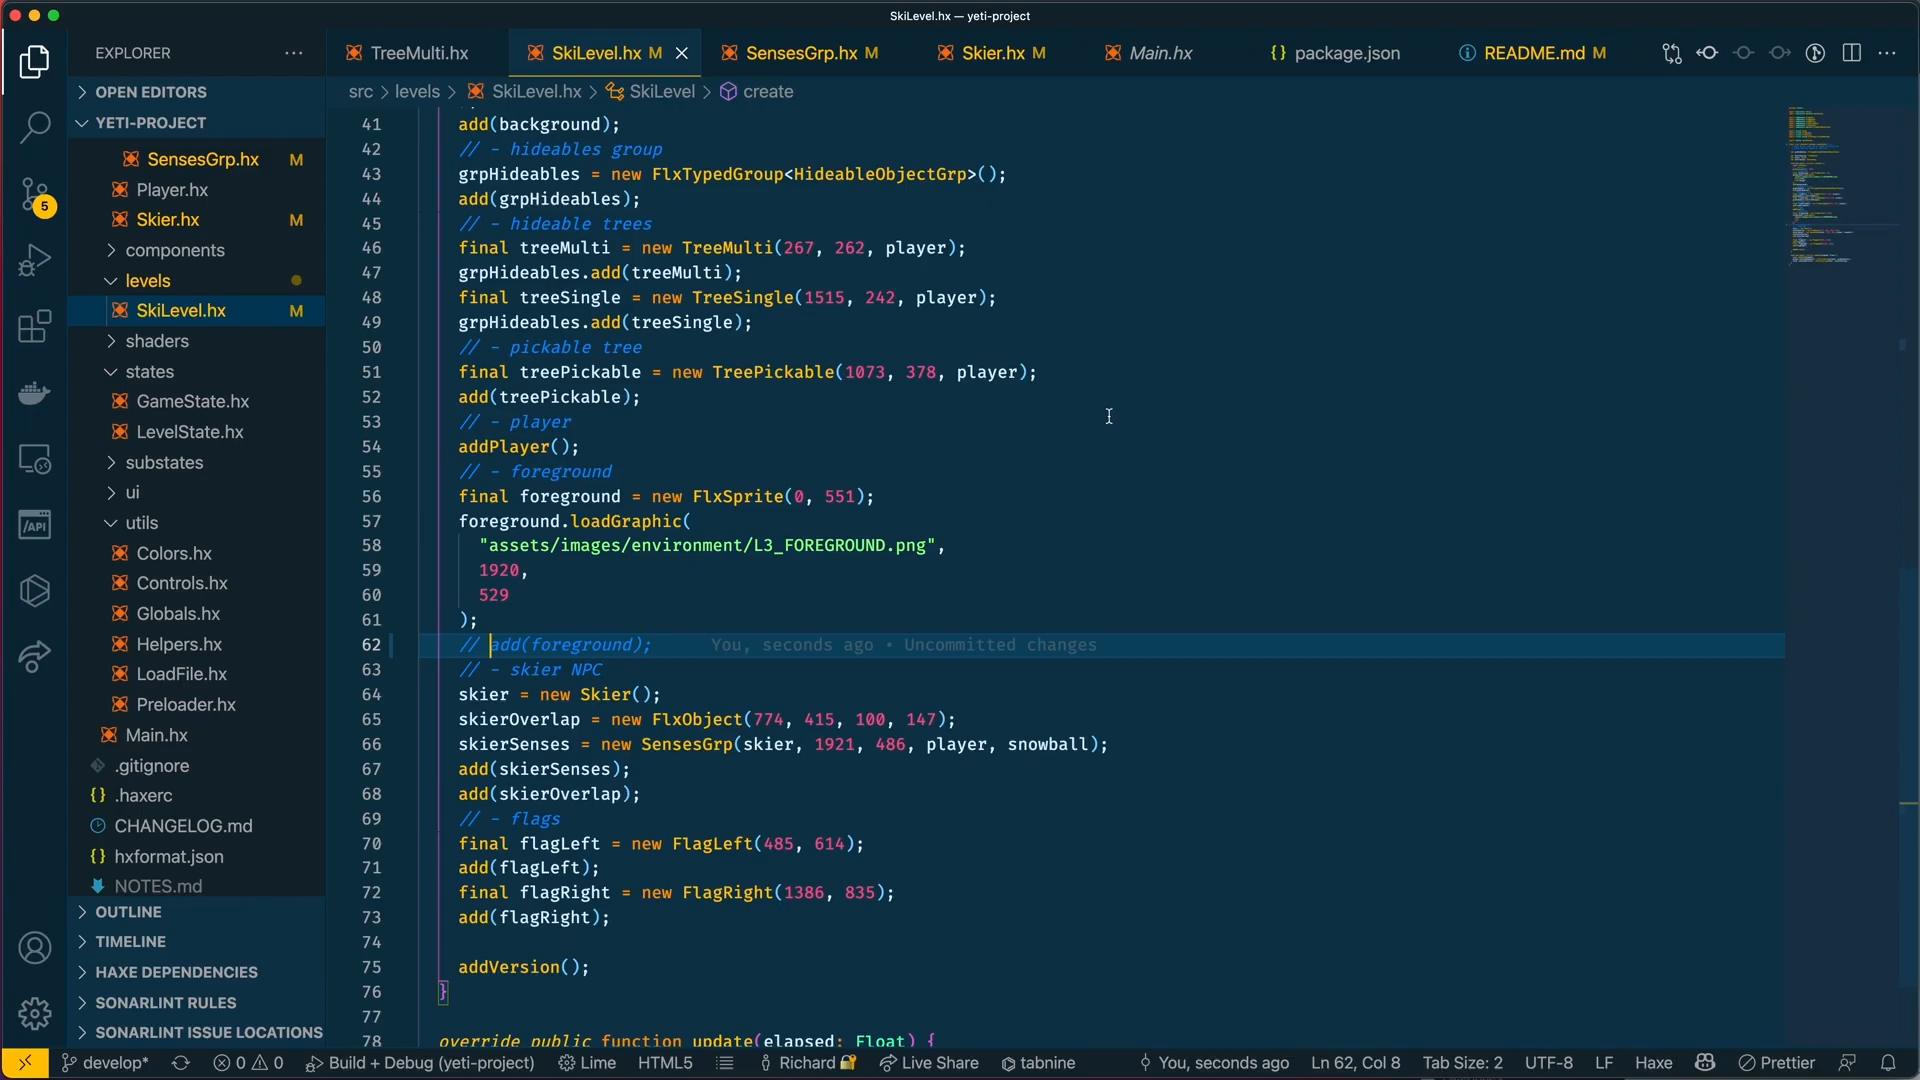 SkiLevel.hx — yeti-project
EXPLORER
TreeMulti.hx
SkiLevel.hx M
SensesGrp.hx M
Skier.hx M
Main.hx
{} package.json
README.md M
OPEN EDITORS
YETI-PROJECT
SensesGrp.hx M
Player.hx
Skier.hx M
components
levels
SkiLevel.hx M
shaders
states
GameState.hx
LevelState.hx
substates
ui
utils
Colors.hx
Controls.hx
Globals.hx
Helpers.hx
LoadFile.hx
Preloader.hx
Main.hx
.gitignore
{} .haxerc
CHANGELOG.md
{} hxformat.json
NOTES.md
OUTLINE
TIMELINE
HAXE DEPENDENCIES
SONARLINT RULES
SONARLINT ISSUE LOCATIONS
5
/API
src > levels > SkiLevel.hx > SkiLevel > create
41 add(background);
42 // - hideables group
43 grpHideables = new FlxTypedGroup<HideableObjectGrp>();
44 add(grpHideables);
45 // - hideable trees
46 final treeMulti = new TreeMulti(267, 262, player);
47 grpHideables.add(treeMulti);
48 final treeSingle = new TreeSingle(1515, 242, player);
49 grpHideables.add(treeSingle);
50 // - pickable tree
51 final treePickable = new TreePickable(1073, 378, player);
52 add(treePickable);
53 // - player
54 addPlayer();
55 // - foreground
56 final foreground = new FlxSprite(0, 551);
57 foreground.loadGraphic(
58 "assets/images/environment/L3_FOREGROUND.png",
59 1920,
60 529
61 );
62 // add(foreground); You, seconds ago • Uncommitted changes
63 // - skier NPC
64 skier = new Skier();
65 skierOverlap = new FlxObject(774, 415, 100, 147);
66 skierSenses = new SensesGrp(skier, 1921, 486, player, snowball);
67 add(skierSenses);
68 add(skierOverlap);
69 // - flags
70 final flagLeft = new FlagLeft(485, 614);
71 add(flagLeft);
72 final flagRight = new FlagRight(1386, 835);
73 add(flagRight);
74
75 addVersion();
76 }
77
78 override public function update(elapsed: Float) {
develop* 0 0 Build + Debug (yeti-project) Lime HTML5 Richard Live Share tabnine You, seconds ago Ln 62, Col 8 Tab Size: 2 UTF-8 LF Haxe Prettier